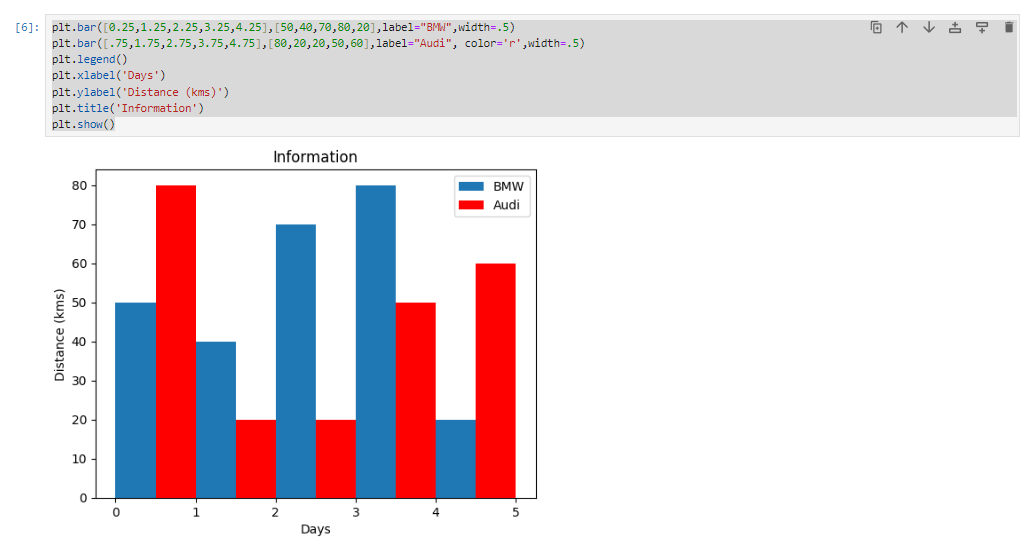 [6]: plt.bar([0.25,1.25,2.25,3.25,4.25],[50,40,70,80,20],label="BMW",width=.5)
plt.bar([.75,1.75,2.75,3.75,4.75],[80,20,20,50,60],label="Audi", color='r',width=.5)
plt.legend()
plt.xlabel('Days')
plt.ylabel('Distance (kms)')
plt.title('Information')
plt.show()
Information
BMW
Audi
80
70
60
50
40
30
20
10
0
Distance (kms)
0 1 2 3 4 5
Days